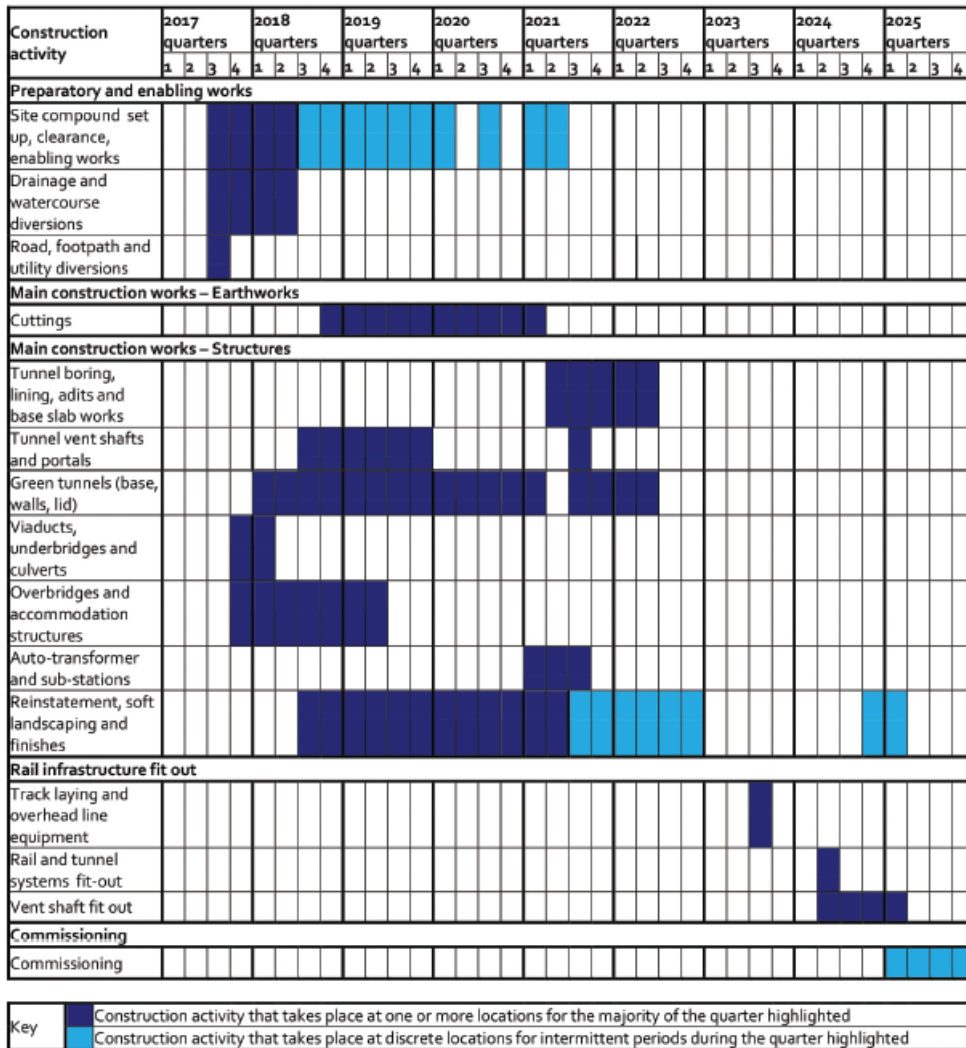 Construction activity 2017 quarters 2018 quarters 2019 quarters 2020 quarters 2021 quarters 2022 quarters 2023 quarters 2024 quarters 2025 quarters
1 2 3 4 1 2 3 4 1 2 3 4 1 2 3 4 1 2 3 4 1 2 3 4 1 2 3 4 1 2 3 4 1 2 3 4
Preparatory and enabling works
Site compound set
up, clearance,
enabling works
Drainage and
watercourse
diversions
Road, footpath and
utility diversions
Main construction works – Earthworks
Cuttings
Main construction works – Structures
Tunnel boring,
lining, adits and
base slab works
Tunnel vent shafts
and portals
Green tunnels (base,
walls, lid)
Viaducts,
underbridges and
culverts
Overbridges and
accommodation
structures
Auto-transformer
and sub-stations
Reinstatement, soft
landscaping and
finishes
Rail infrastructure fit out
Track laying and
overhead line
equipment
Rail and tunnel
systems fit-out
Vent shaft fit out
Commissioning
Commissioning
Key
Construction activity that takes place at one or more locations for the majority of the quarter highlighted
Construction activity that takes place at discrete locations for intermittent periods during the quarter highlighted